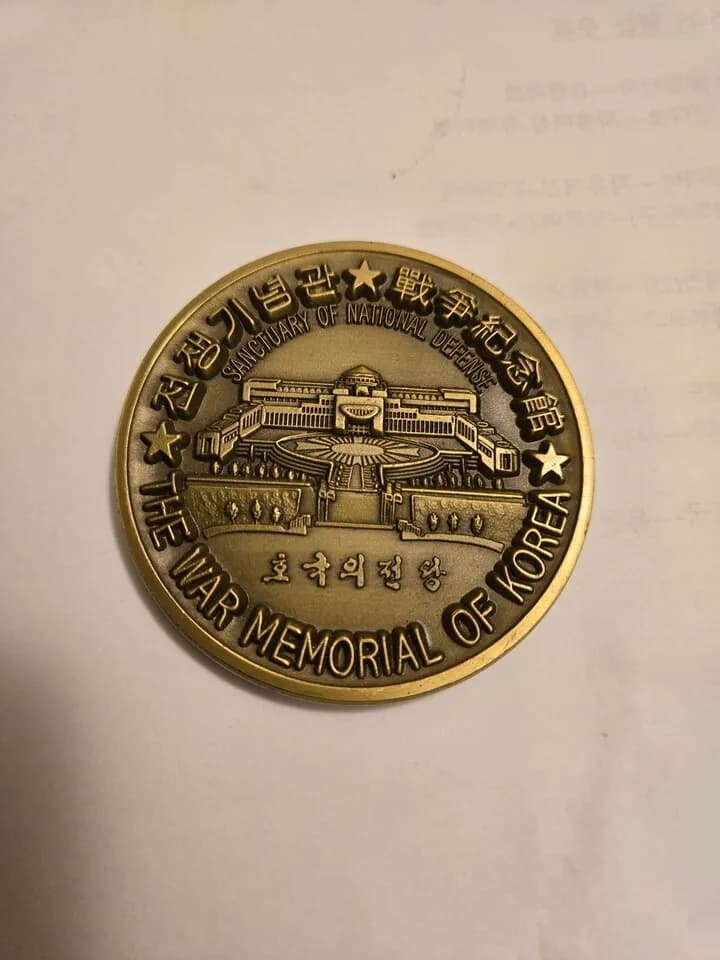 전쟁기념관 ★ 戰爭紀念館
SANCTUARY OF NATIONAL DEFENSE
호국의전당
★ THE WAR MEMORIAL OF KOREA ★